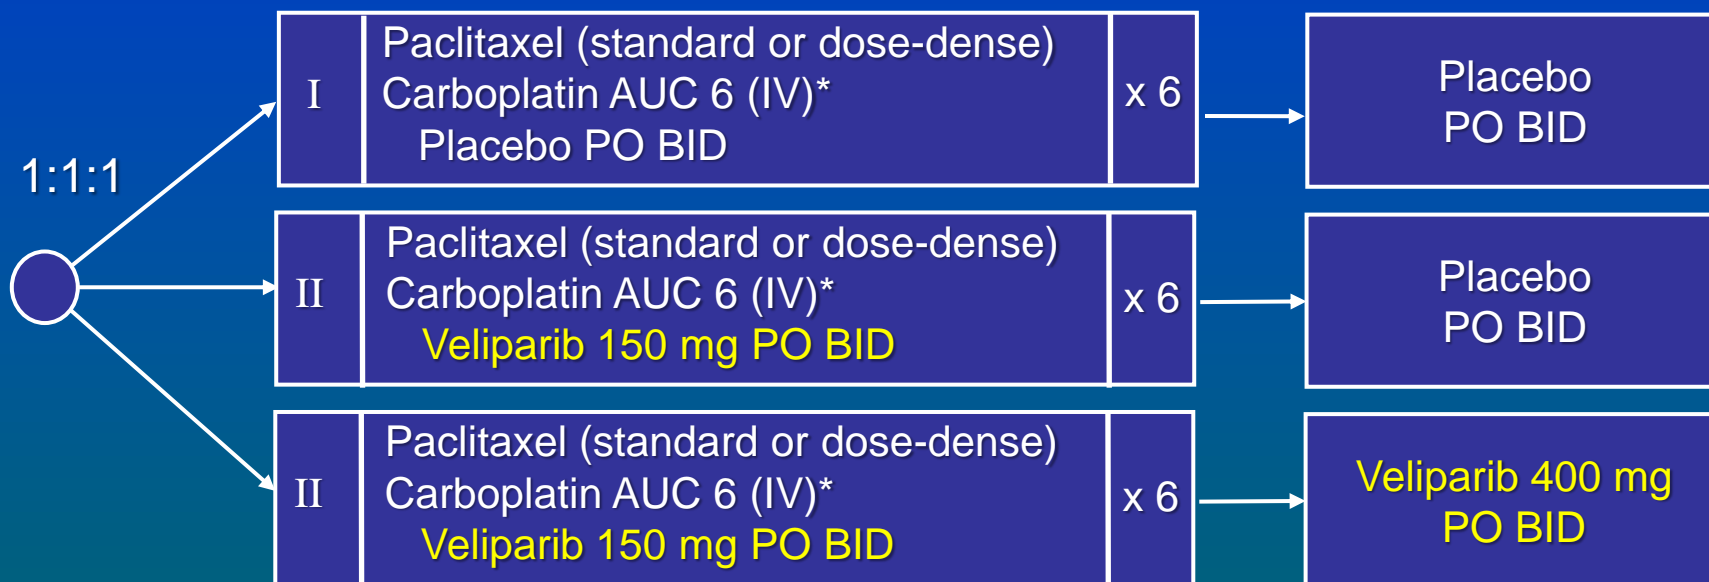 1:1:1
I
Paclitaxel (standard or dose-dense)
Carboplatin AUC 6 (IV)*
Placebo PO BID
x 6
Placebo
PO BID
II
Paclitaxel (standard or dose-dense)
Carboplatin AUC 6 (IV)*
Veliparib 150 mg PO BID
x 6
Placebo
PO BID
II
Paclitaxel (standard or dose-dense)
Carboplatin AUC 6 (IV)*
Veliparib 150 mg PO BID
x 6
Veliparib 400 mg
PO BID